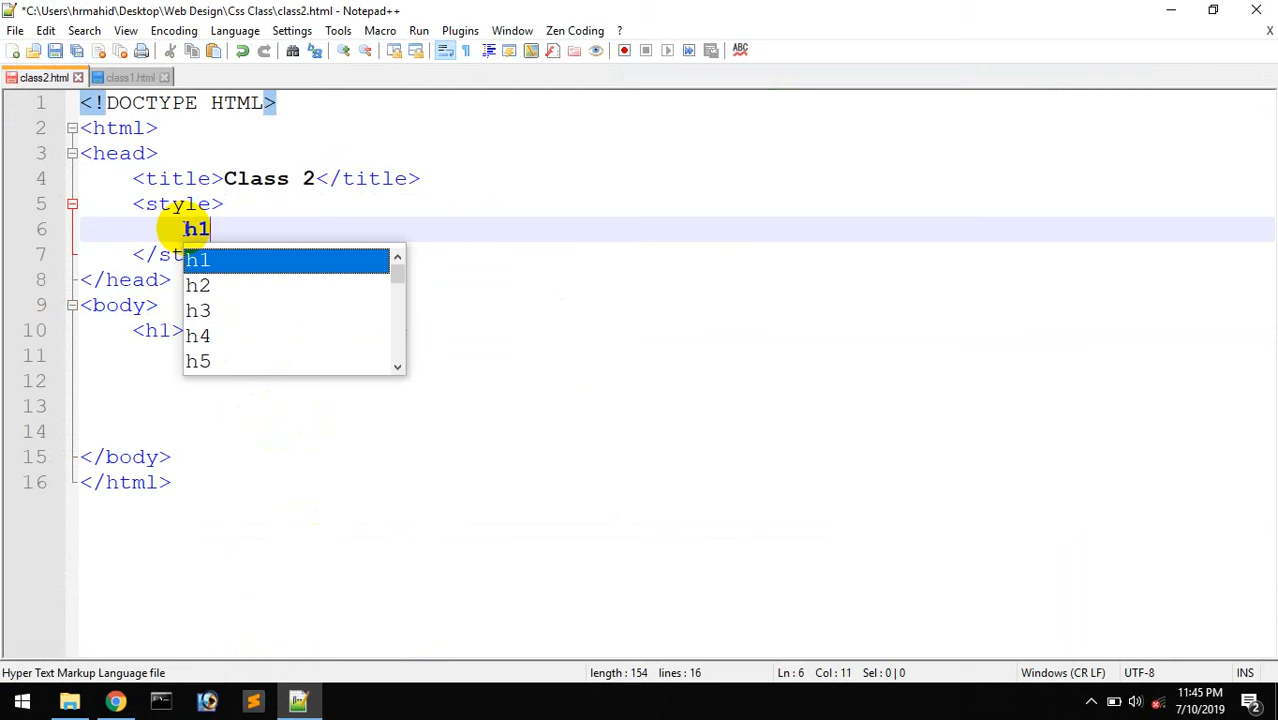 *C:\Users\hrmahid\Desktop\Web Design\Css Class\class2.html - Notepad++
File Edit Search View Encoding Language Settings Tools Macro Run Plugins Window Zen Coding ? X
class2.html class1.html
1 <!DOCTYPE HTML>
2 <html>
3 <head>
4 <title>Class 2</title>
5 <style>
6 h1
7 </st
h1
8 </head>
h2
9 <body>
h3
10 <h1>
h4
11
h5
12
13
14
15 </body>
16 </html>
Hyper Text Markup Language file length : 154 lines : 16 Ln : 6 Col : 11 Sel : 0 | 0 Windows (CR LF) UTF-8 INS
11:45 PM
7/10/2019
2